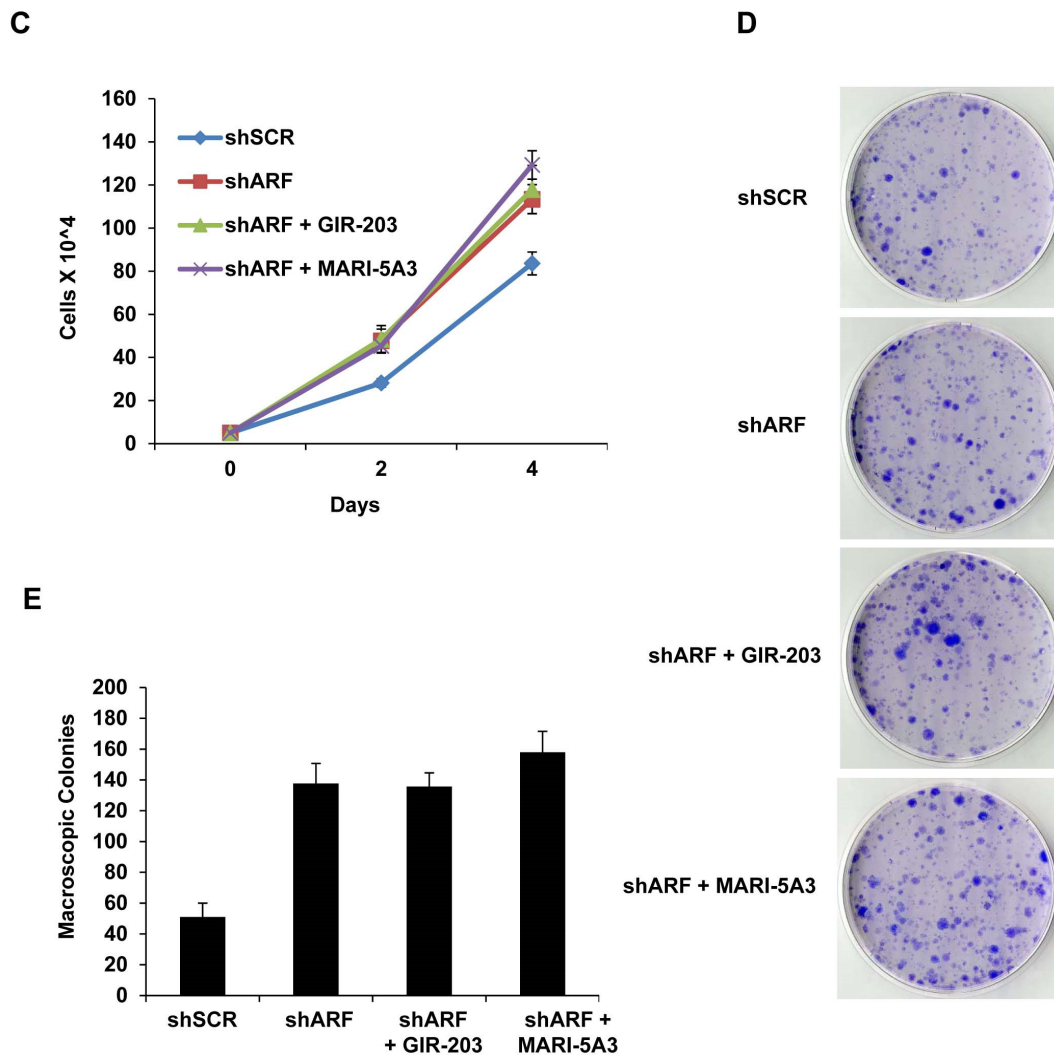 C
160
140
120
100
80
60
40
20
0
Cells X 10^4
shSCR
shARF
shARF + GIR-203
shARF + MARI-5A3
0 2 4
Days
D
shSCR
shARF
shARF + GIR-203
shARF + MARI-5A3
E
200
180
160
140
120
100
80
60
40
20
0
Macroscopic Colonies
shSCR
shARF
shARF
+ GIR-203
shARF +
MARI-5A3